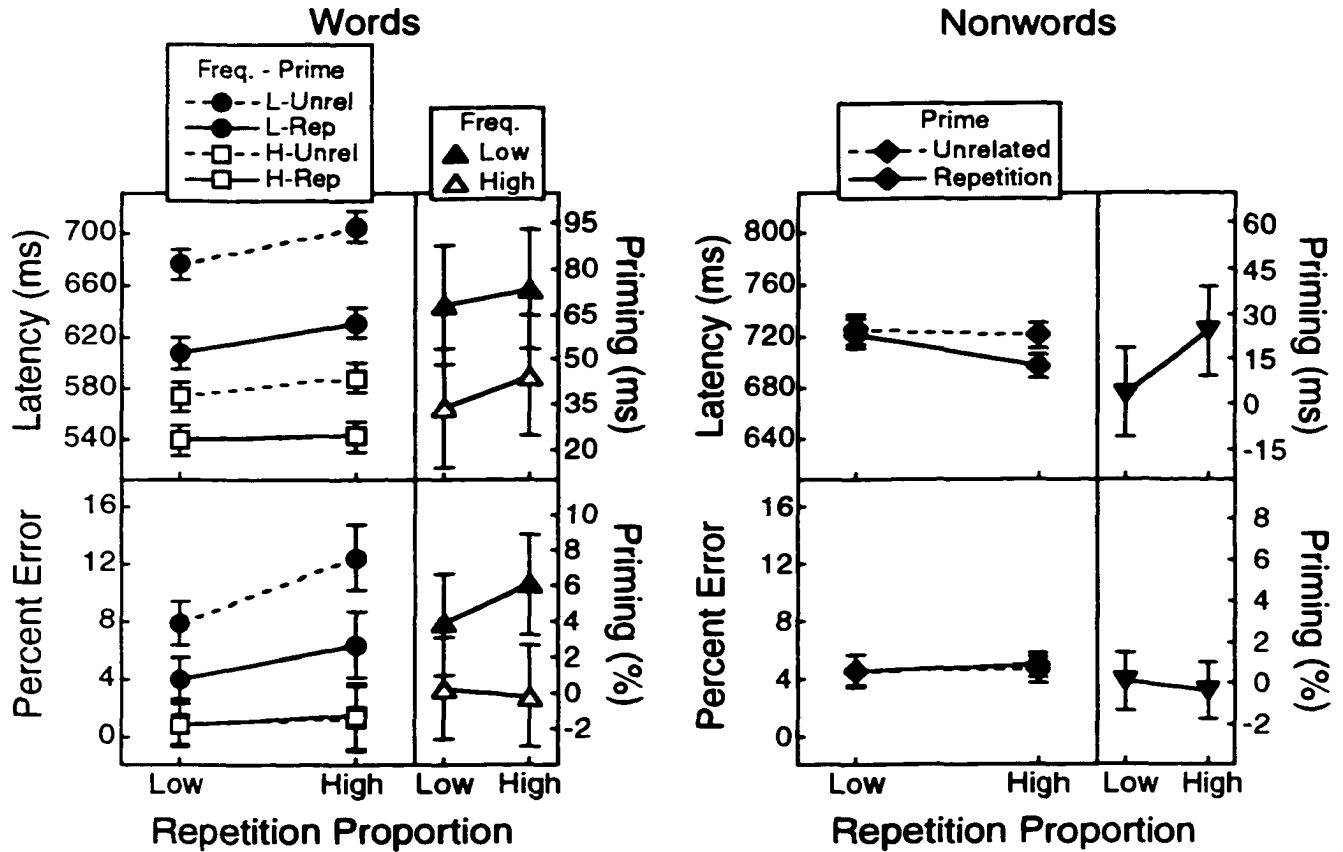 Words
Nonwords
Freq. - Prime
L-Unrel
L-Rep
H-Unrel
H-Rep
Freq.
Low
High
Prime
Unrelated
Repetition
Latency (ms)
700
660
620
580
540
95
80
65
50
35
20
Priming (ms)
Latency (ms)
800
760
720
680
640
60
45
30
15
0
-15
Priming (ms)
Percent Error
16
12
8
4
0
10
8
6
4
2
0
-2
Priming (%)
Percent Error
16
12
8
4
0
8
6
4
2
0
-2
Priming (%)
Low High Low High
Low High Low High
Repetition Proportion
Repetition Proportion